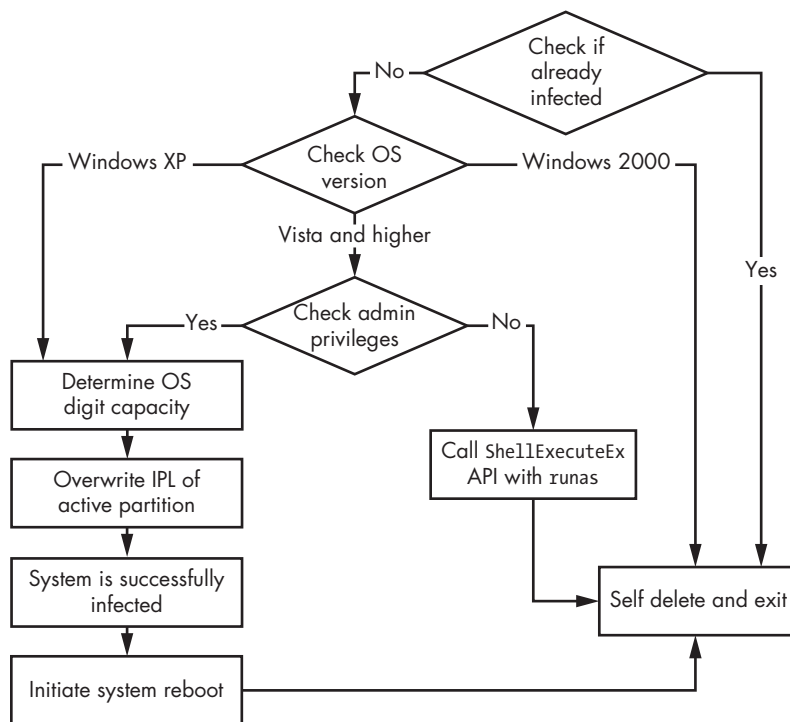 Check if
already
infected
No
Check OS
version
Windows XP
Windows 2000
Vista and higher
Yes
Check admin
privileges
Yes
No
Determine OS
digit capacity
Call ShellExecuteEx
API with runas
Overwrite IPL of
active partition
System is successfully
infected
Self delete and exit
Initiate system reboot